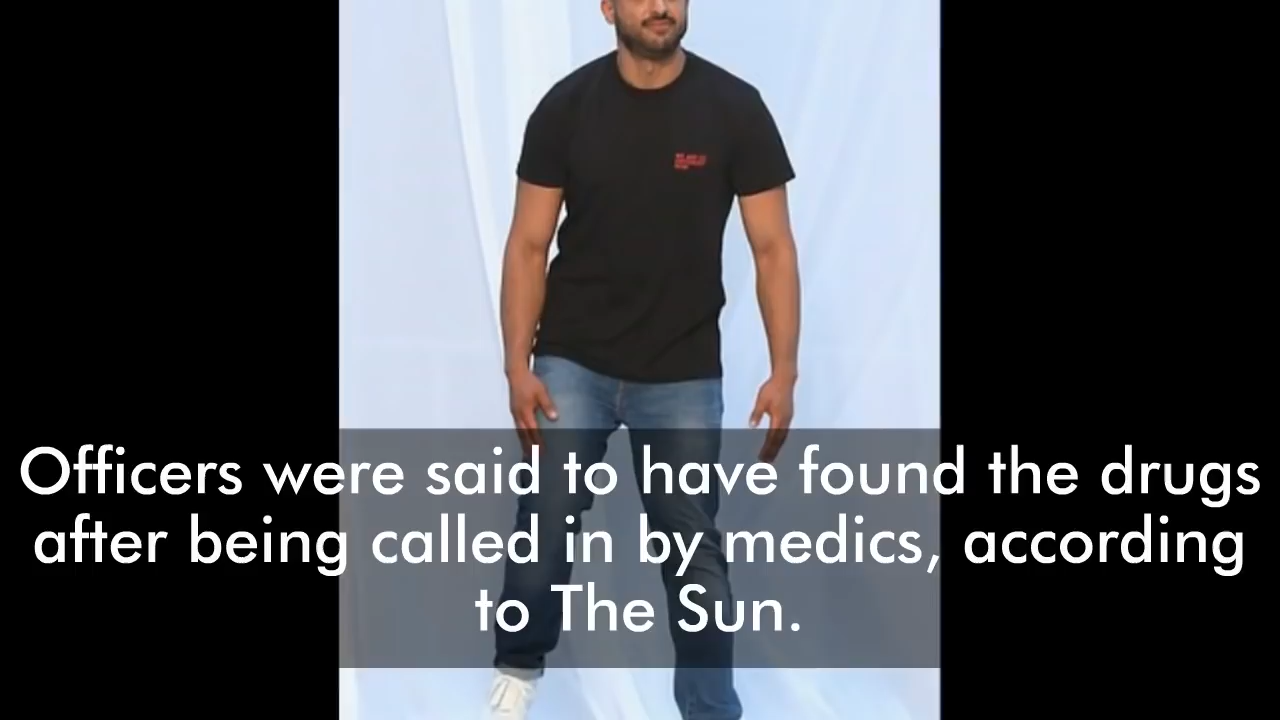 Officers were said to have found the drugs
after being called in by medics, according
to The Sun.